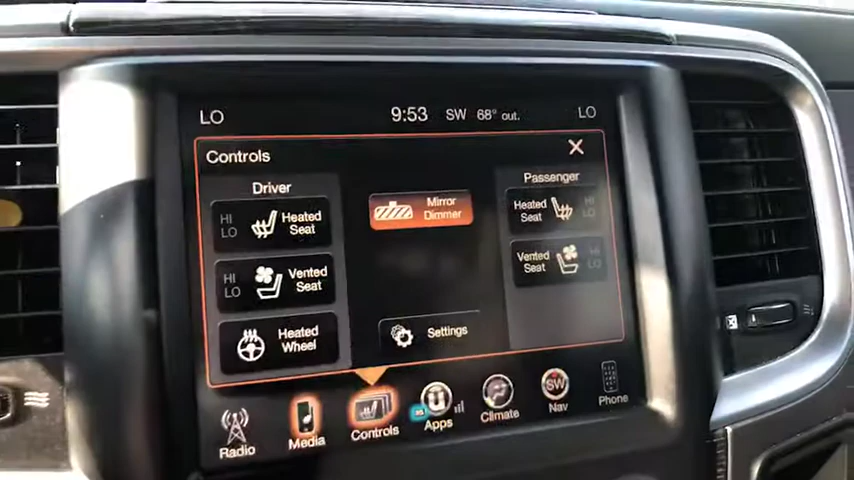 LO 9:53 SW 68° out. LO
Controls
Driver
HI
LO
Heated
Seat
HI
LO
Vented
Seat
Heated
Wheel
Mirror
Dimmer
Settings
Passenger
Heated
Seat
HI
LO
Vented
Seat
HI
LO
Radio
Media
Controls
Apps
Climate
SW
Nav
Phone